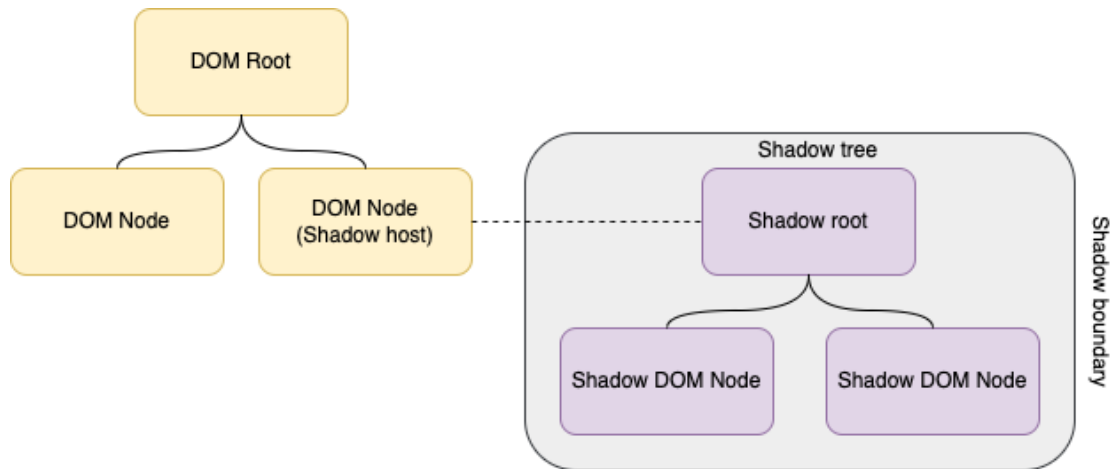 DOM Root
Shadow tree
DOM Node
DOM Node
(Shadow host)
Shadow root
Shadow boundary
Shadow DOM Node
Shadow DOM Node